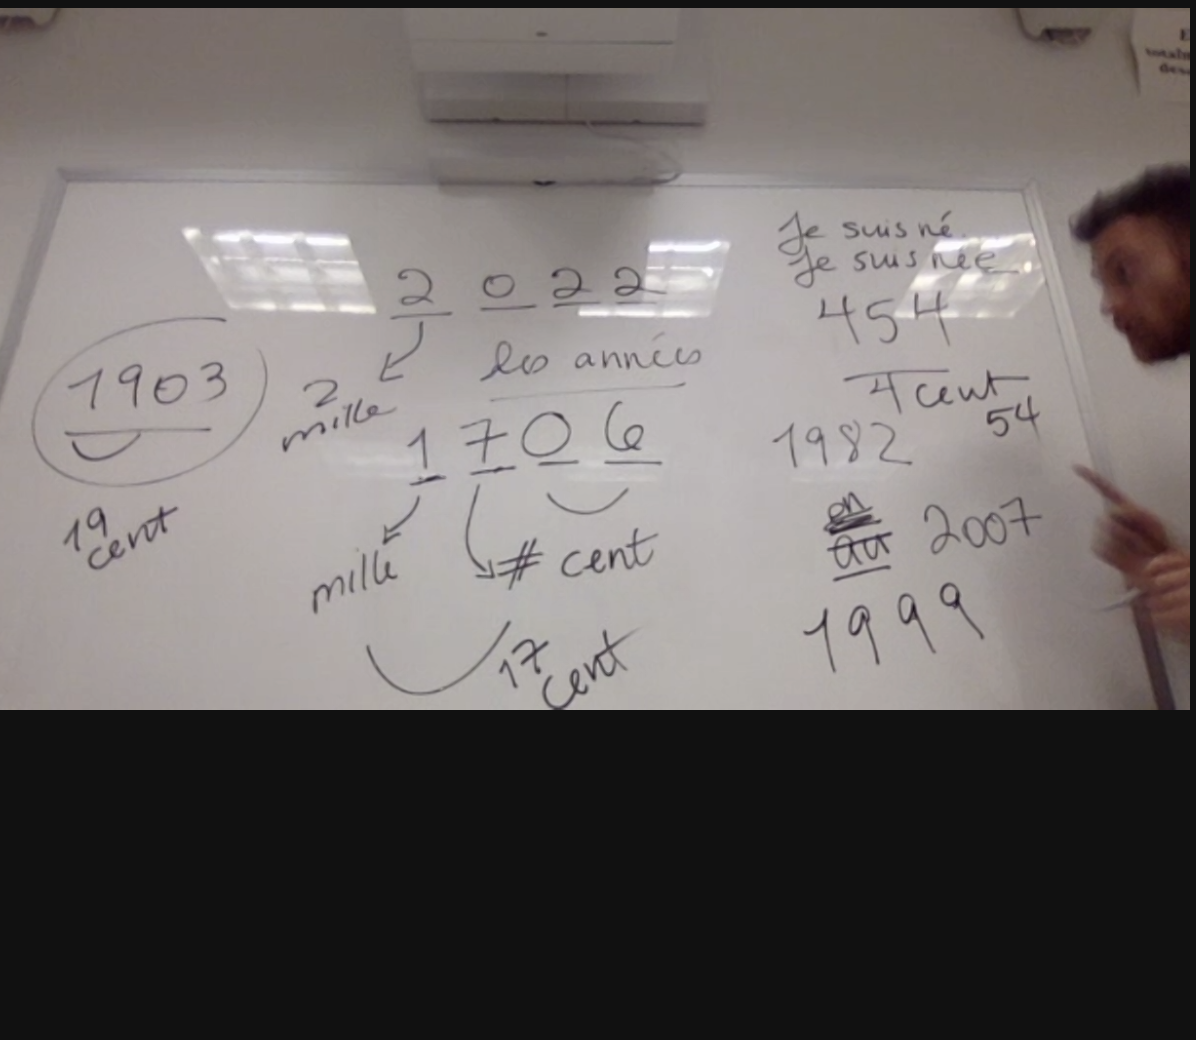 1903
19
cent
2 0 2 2
2
mille
les années
1 7 0 6
mille
# cent
17
cent
Je suis né.
Je suis née
454
4 cent
54
1982
en
au 2007
1999
E